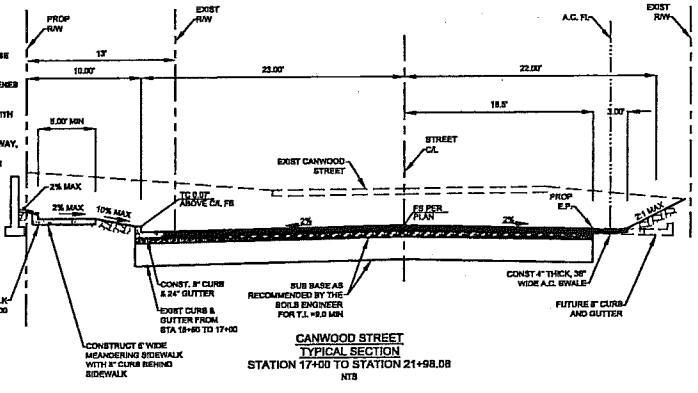 PROP
R/W
EXIST
R/W
A.C. FL
EXIST
R/W
13'
10.00'
23.00'
22.00'
18.5'
3.00'
5.00' MIN
WAY,
STREET
C/L
EXIST CANWOOD
STREET
2% MAX
2% MAX
10% MAX
TC 0.07'
ABOVE C/L FS
2%
FS PER
PLAN
2%
PROP
E.P.
2:1 MAX
CONST. 8" CURB
& 24" GUTTER
EXIST CURB &
GUTTER FROM
STA 16+50 TO 17+00
SUB BASE AS
RECOMMENDED BY THE
SOILS ENGINEER
FOR T.I. =9.0 MIN
CONST 4" THICK, 36"
WIDE A.C. SWALE
FUTURE 8" CURB
AND GUTTER
CONSTRUCT 5' WIDE
MEANDERING SIDEWALK
WITH 8" CURB BEHIND
SIDEWALK
CANWOOD STREET
TYPICAL SECTION
STATION 17+00 TO STATION 21+98.08
NTS